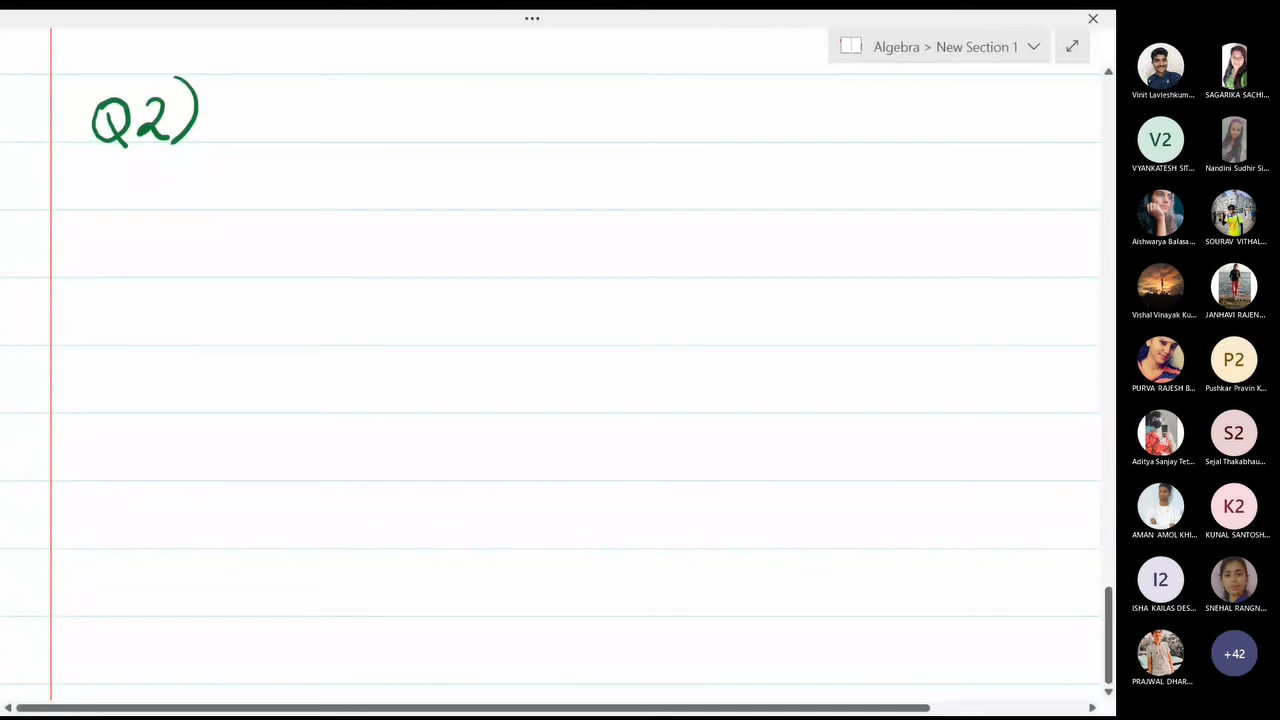 Algebra > New Section 1
Q2)
Vinit Lavleshkum...
SAGARIKA SACHI...
V2
VYANKATESH SIT...
Nandini Sudhir Si...
Aishwarya Balasa...
SOURAV VITHAL...
Vishal Vinayak Ku...
JANHAVI RAJEN...
PURVA RAJESH B...
P2
Pushkar Pravin K...
Aditya Sanjay Tet...
S2
Sejal Thakabhau...
AMAN AMOL KHI...
K2
KUNAL SANTOSH...
I2
ISHA KAILAS DES...
SNEHAL RANGN...
PRAJWAL DHAR...
+42